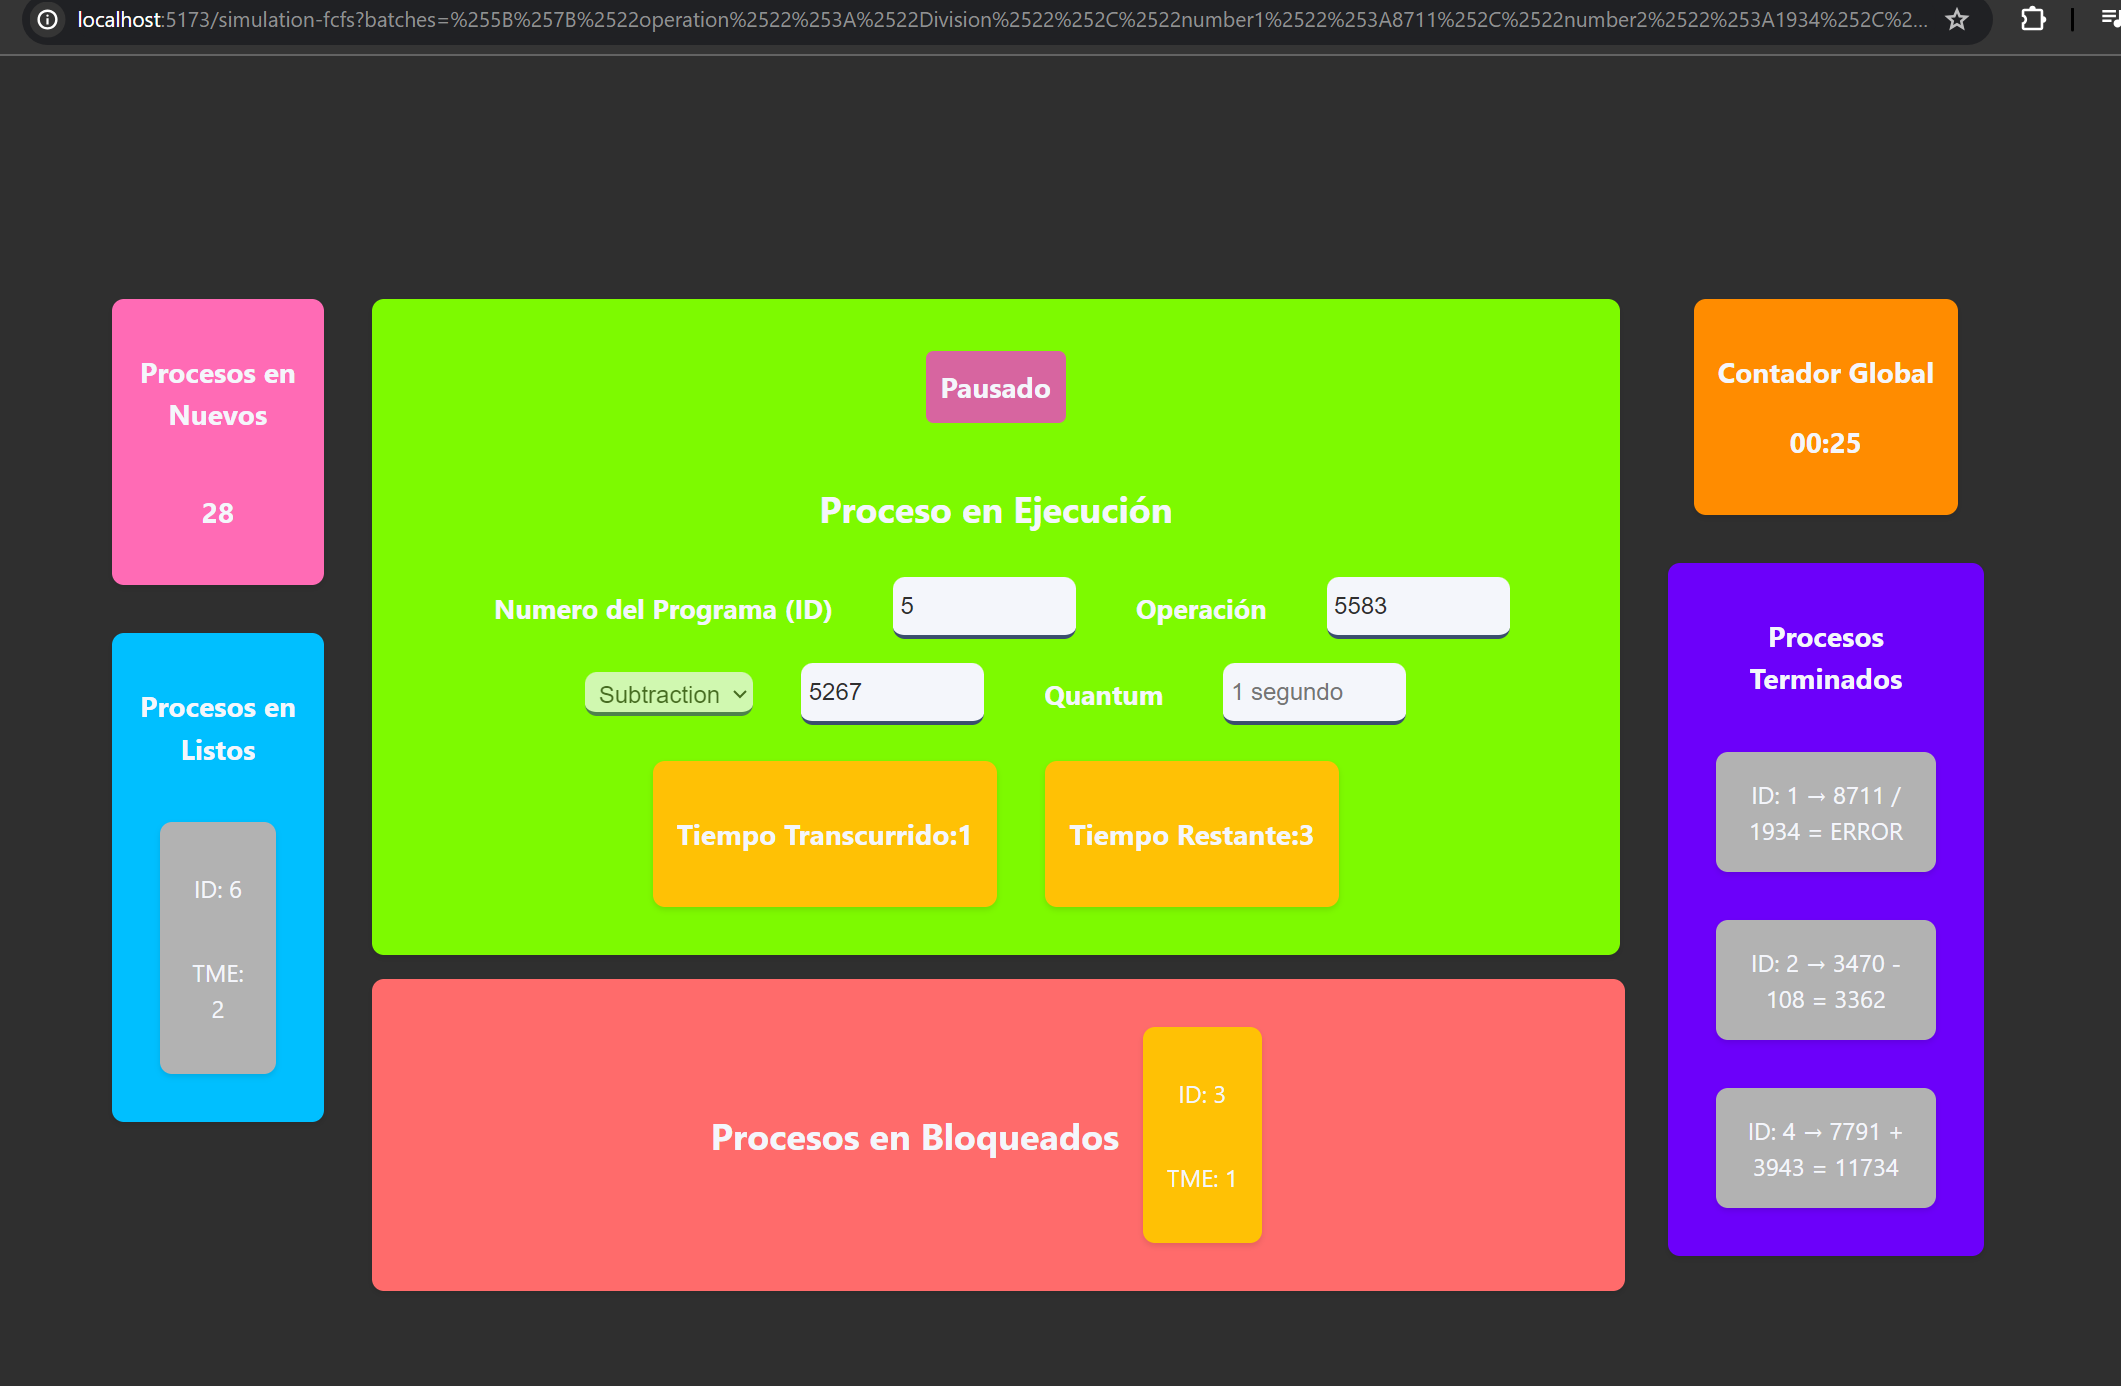 localhost:5173/simulation-fcfs?batches=%255B%257B%2522operation%2522%253A%2522Division%2522%252C%2522number1%2522%253A8711%252C%2522number2%2522%253A1934%252C%2...
Procesos en
Nuevos
28
Procesos en
Listos
ID: 6
TME:
2
Pausado
Proceso en Ejecución
Numero del Programa (ID) 5 Operación 5583
Subtraction 5267 Quantum 1 segundo
Tiempo Transcurrido:1 Tiempo Restante:3
Procesos en Bloqueados
ID: 3
TME: 1
Contador Global
00:25
Procesos
Terminados
ID: 1 → 8711 /
1934 = ERROR
ID: 2 → 3470 -
108 = 3362
ID: 4 → 7791 +
3943 = 11734